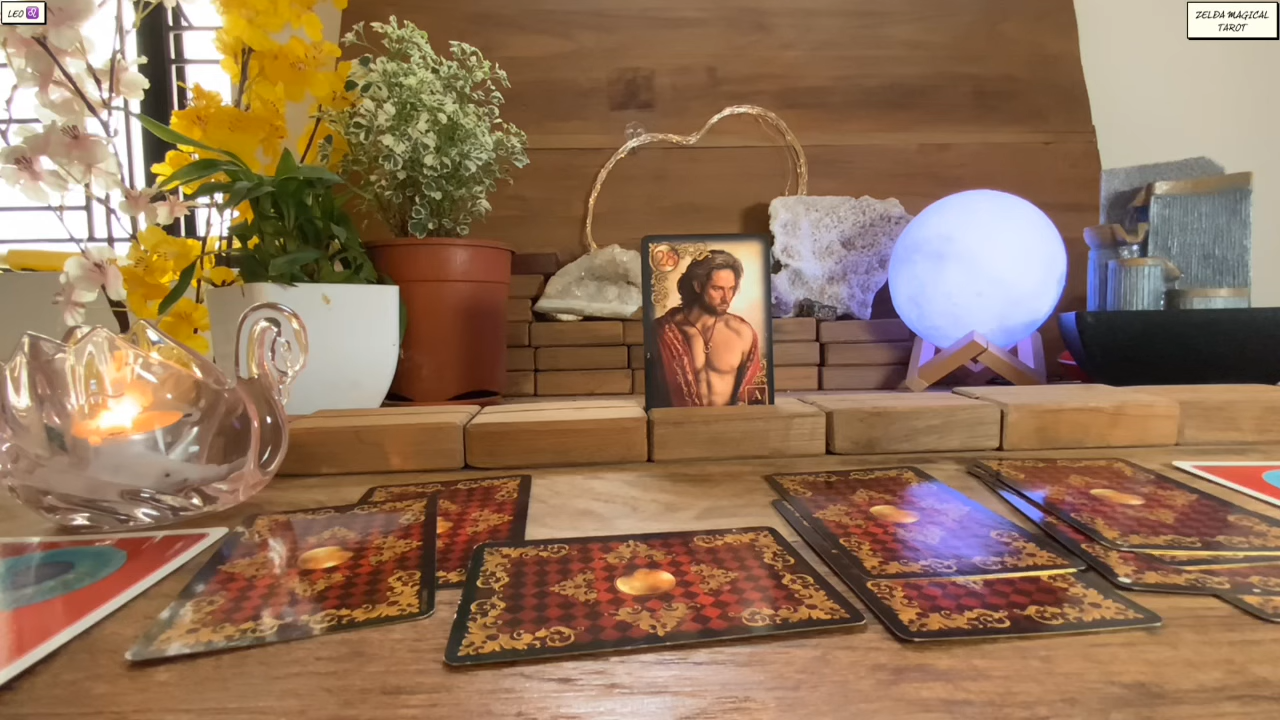 LEO ♌
ZELDA MAGICAL
TAROT
28
A